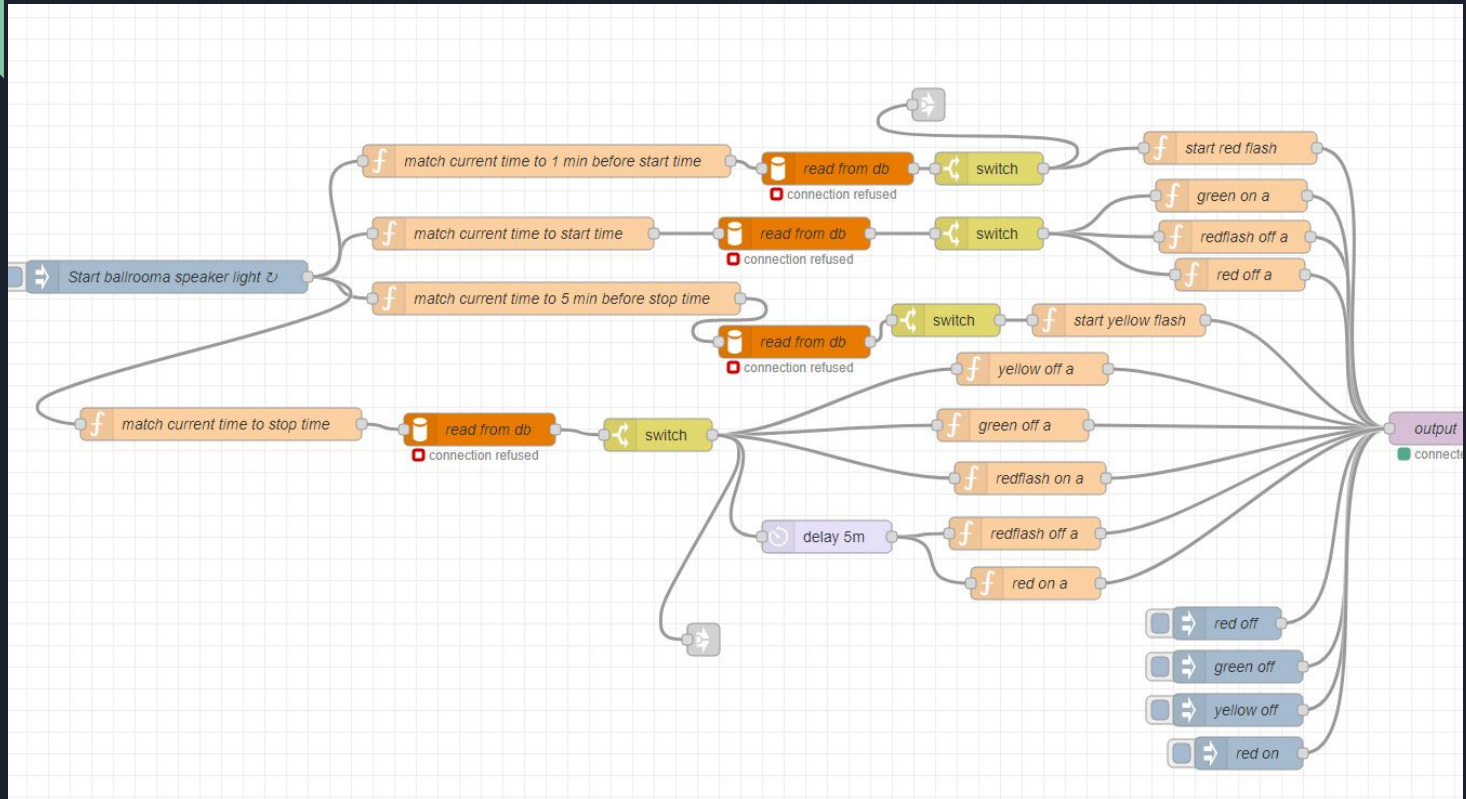 match current time to 1 min before start time
read from db
connection refused
switch
start red flash
green on a
match current time to start time
read from db
connection refused
switch
redflash off a
red off a
Start ballrooma speaker light ↻
match current time to 5 min before stop time
read from db
connection refused
switch
start yellow flash
yellow off a
match current time to stop time
read from db
connection refused
switch
green off a
output
connecte
redflash on a
delay 5m
redflash off a
red on a
red off
green off
yellow off
red on